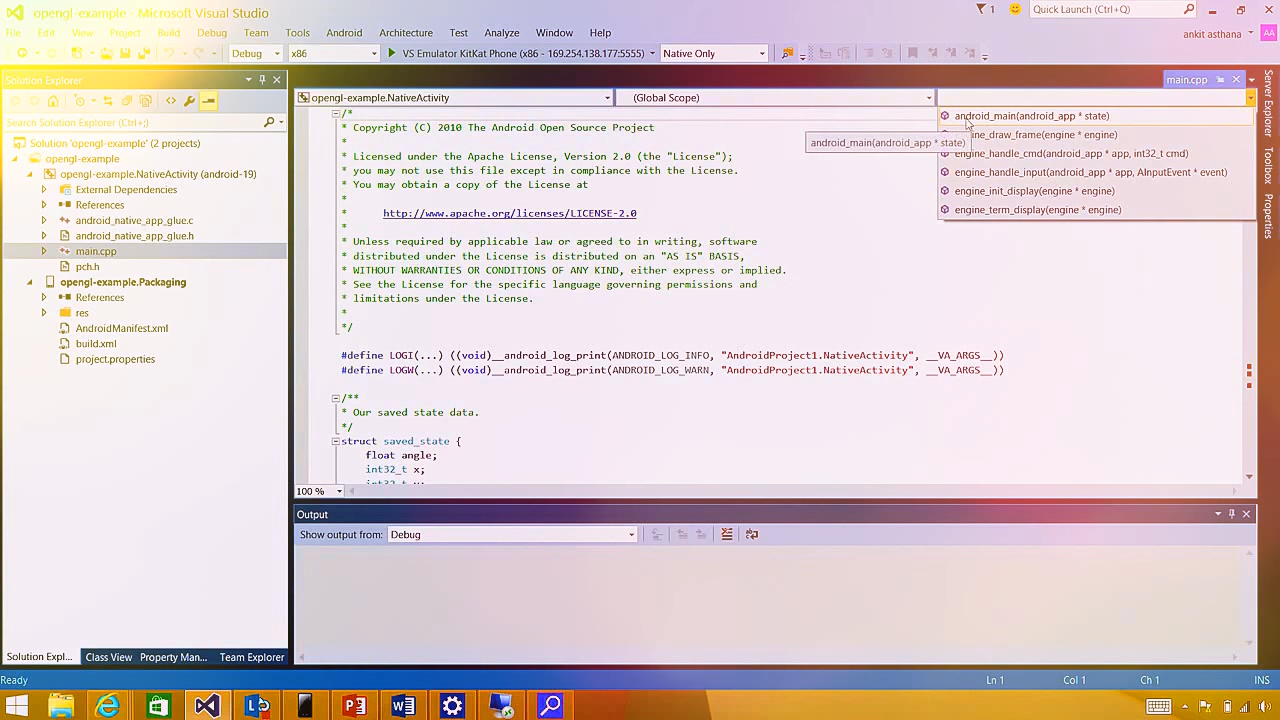 opengl-example - Microsoft Visual Studio
1
Quick Launch (Ctrl+Q)
File Edit View Project Build Debug Team Tools Android Architecture Test Analyze Window Help
ankit asthana
AA
Debug x86 VS Emulator KitKat Phone (x86 - 169.254.138.177:5555) Native Only
Solution Explorer
main.cpp
opengl-example.NativeActivity (Global Scope)
Search Solution Explorer (Ctrl+;)
Solution 'opengl-example' (2 projects)
opengl-example
opengl-example.NativeActivity (android-19)
External Dependencies
References
android_native_app_glue.c
android_native_app_glue.h
main.cpp
pch.h
opengl-example.Packaging
References
res
AndroidManifest.xml
build.xml
project.properties
Solution Expl... Class View Property Man... Team Explorer
/*
* Copyright (C) 2010 The Android Open Source Project
*
* Licensed under the Apache License, Version 2.0 (the "License");
* you may not use this file except in compliance with the License.
* You may obtain a copy of the License at
*
* http://www.apache.org/licenses/LICENSE-2.0
*
* Unless required by applicable law or agreed to in writing, software
* distributed under the License is distributed on an "AS IS" BASIS,
* WITHOUT WARRANTIES OR CONDITIONS OF ANY KIND, either express or implied.
* See the License for the specific language governing permissions and
* limitations under the License.
*
*/
#define LOGI(...) ((void)__android_log_print(ANDROID_LOG_INFO, "AndroidProject1.NativeActivity", __VA_ARGS__))
#define LOGW(...) ((void)__android_log_print(ANDROID_LOG_WARN, "AndroidProject1.NativeActivity", __VA_ARGS__))
/**
* Our saved state data.
*/
struct saved_state {
float angle;
int32_t x;
android_main(android_app * state)
android_main(android_app * state)
_draw_frame(engine * engine)
engine_handle_cmd(android_app * app, int32_t cmd)
engine_handle_input(android_app * app, AInputEvent * event)
engine_init_display(engine * engine)
engine_term_display(engine * engine)
Server Explorer
Toolbox
Properties
100 %
Output
Show output from: Debug
Ready Ln 1 Col 1 Ch 1 INS